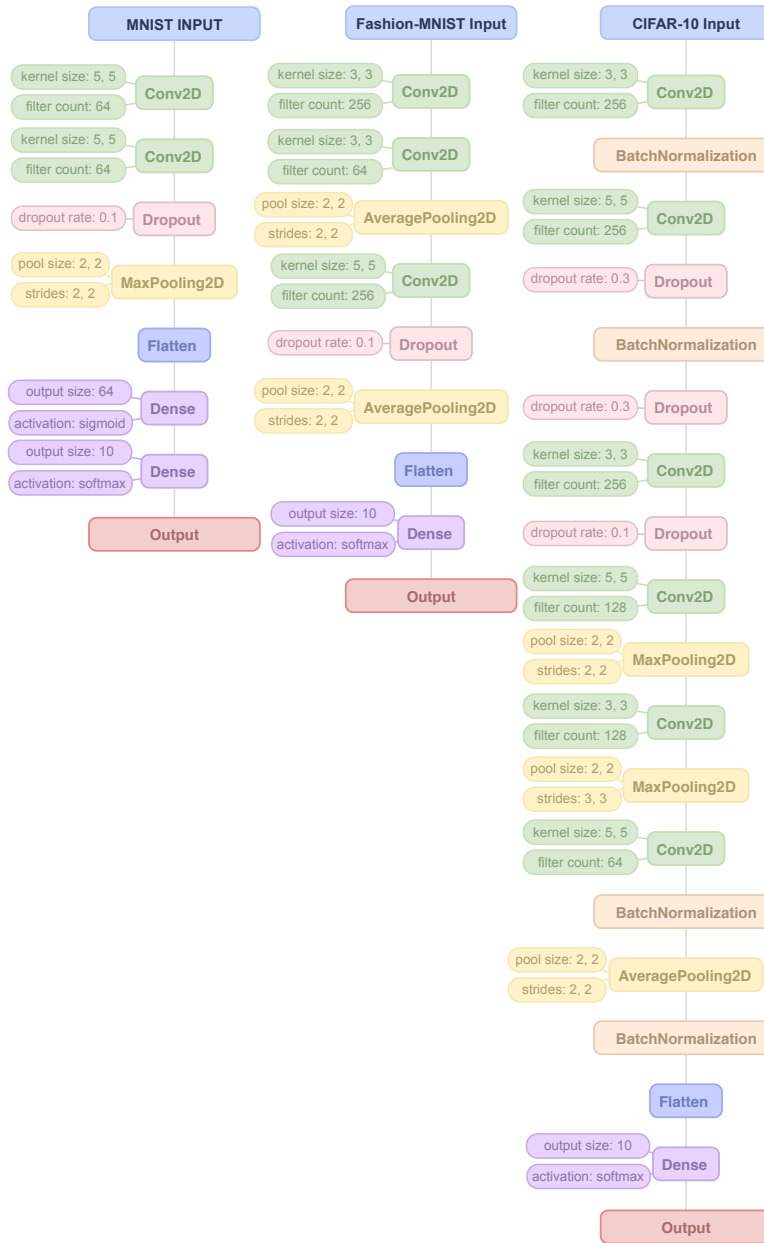 MNIST INPUT
kernel size: 5, 5
Conv2D
filter count: 64
kernel size: 5, 5
Conv2D
filter count: 64
dropout rate: 0.1
Dropout
pool size: 2, 2
MaxPooling2D
strides: 2, 2
Flatten
output size: 64
Dense
activation: sigmoid
output size: 10
Dense
activation: softmax
Output
Fashion-MNIST Input
kernel size: 3, 3
Conv2D
filter count: 256
kernel size: 3, 3
Conv2D
filter count: 64
pool size: 2, 2
AveragePooling2D
strides: 2, 2
kernel size: 5, 5
Conv2D
filter count: 256
dropout rate: 0.1
Dropout
pool size: 2, 2
AveragePooling2D
strides: 2, 2
Flatten
output size: 10
Dense
activation: softmax
Output
CIFAR-10 Input
kernel size: 3, 3
Conv2D
filter count: 256
BatchNormalization
kernel size: 5, 5
Conv2D
filter count: 256
dropout rate: 0.3
Dropout
BatchNormalization
dropout rate: 0.3
Dropout
kernel size: 3, 3
Conv2D
filter count: 256
dropout rate: 0.1
Dropout
kernel size: 5, 5
Conv2D
filter count: 128
pool size: 2, 2
MaxPooling2D
strides: 2, 2
kernel size: 3, 3
Conv2D
filter count: 128
pool size: 2, 2
MaxPooling2D
strides: 3, 3
kernel size: 5, 5
Conv2D
filter count: 64
BatchNormalization
pool size: 2, 2
AveragePooling2D
strides: 2, 2
BatchNormalization
Flatten
output size: 10
Dense
activation: softmax
Output